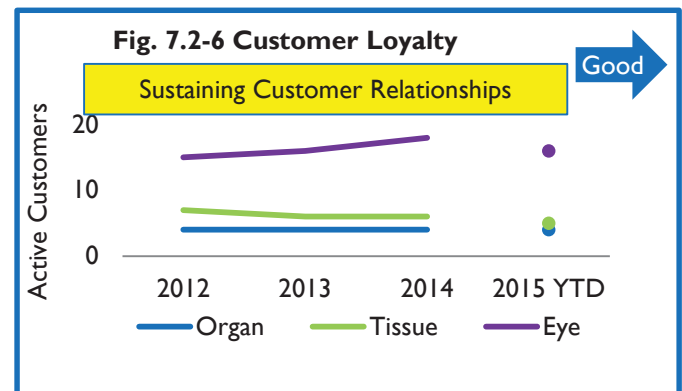 Fig. 7.2-6 Customer Loyalty
Good
Sustaining Customer Relationships
Active Customers
20
10
0
2012 2013 2014 2015 YTD
Organ Tissue Eye